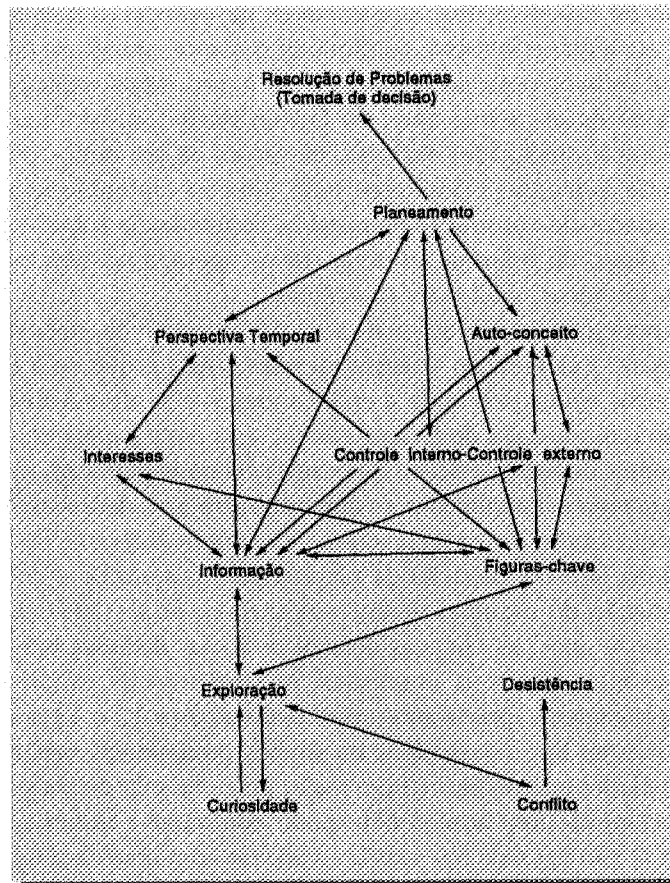 Resolução de Problemas
(Tomada de decisão)
Planeamento
Perspectiva Temporal
Auto-conceito
Interesses
Controle Interno-Controle externo
Informação
Figuras-chave
Exploração
Desistência
Curiosidade
Conflito